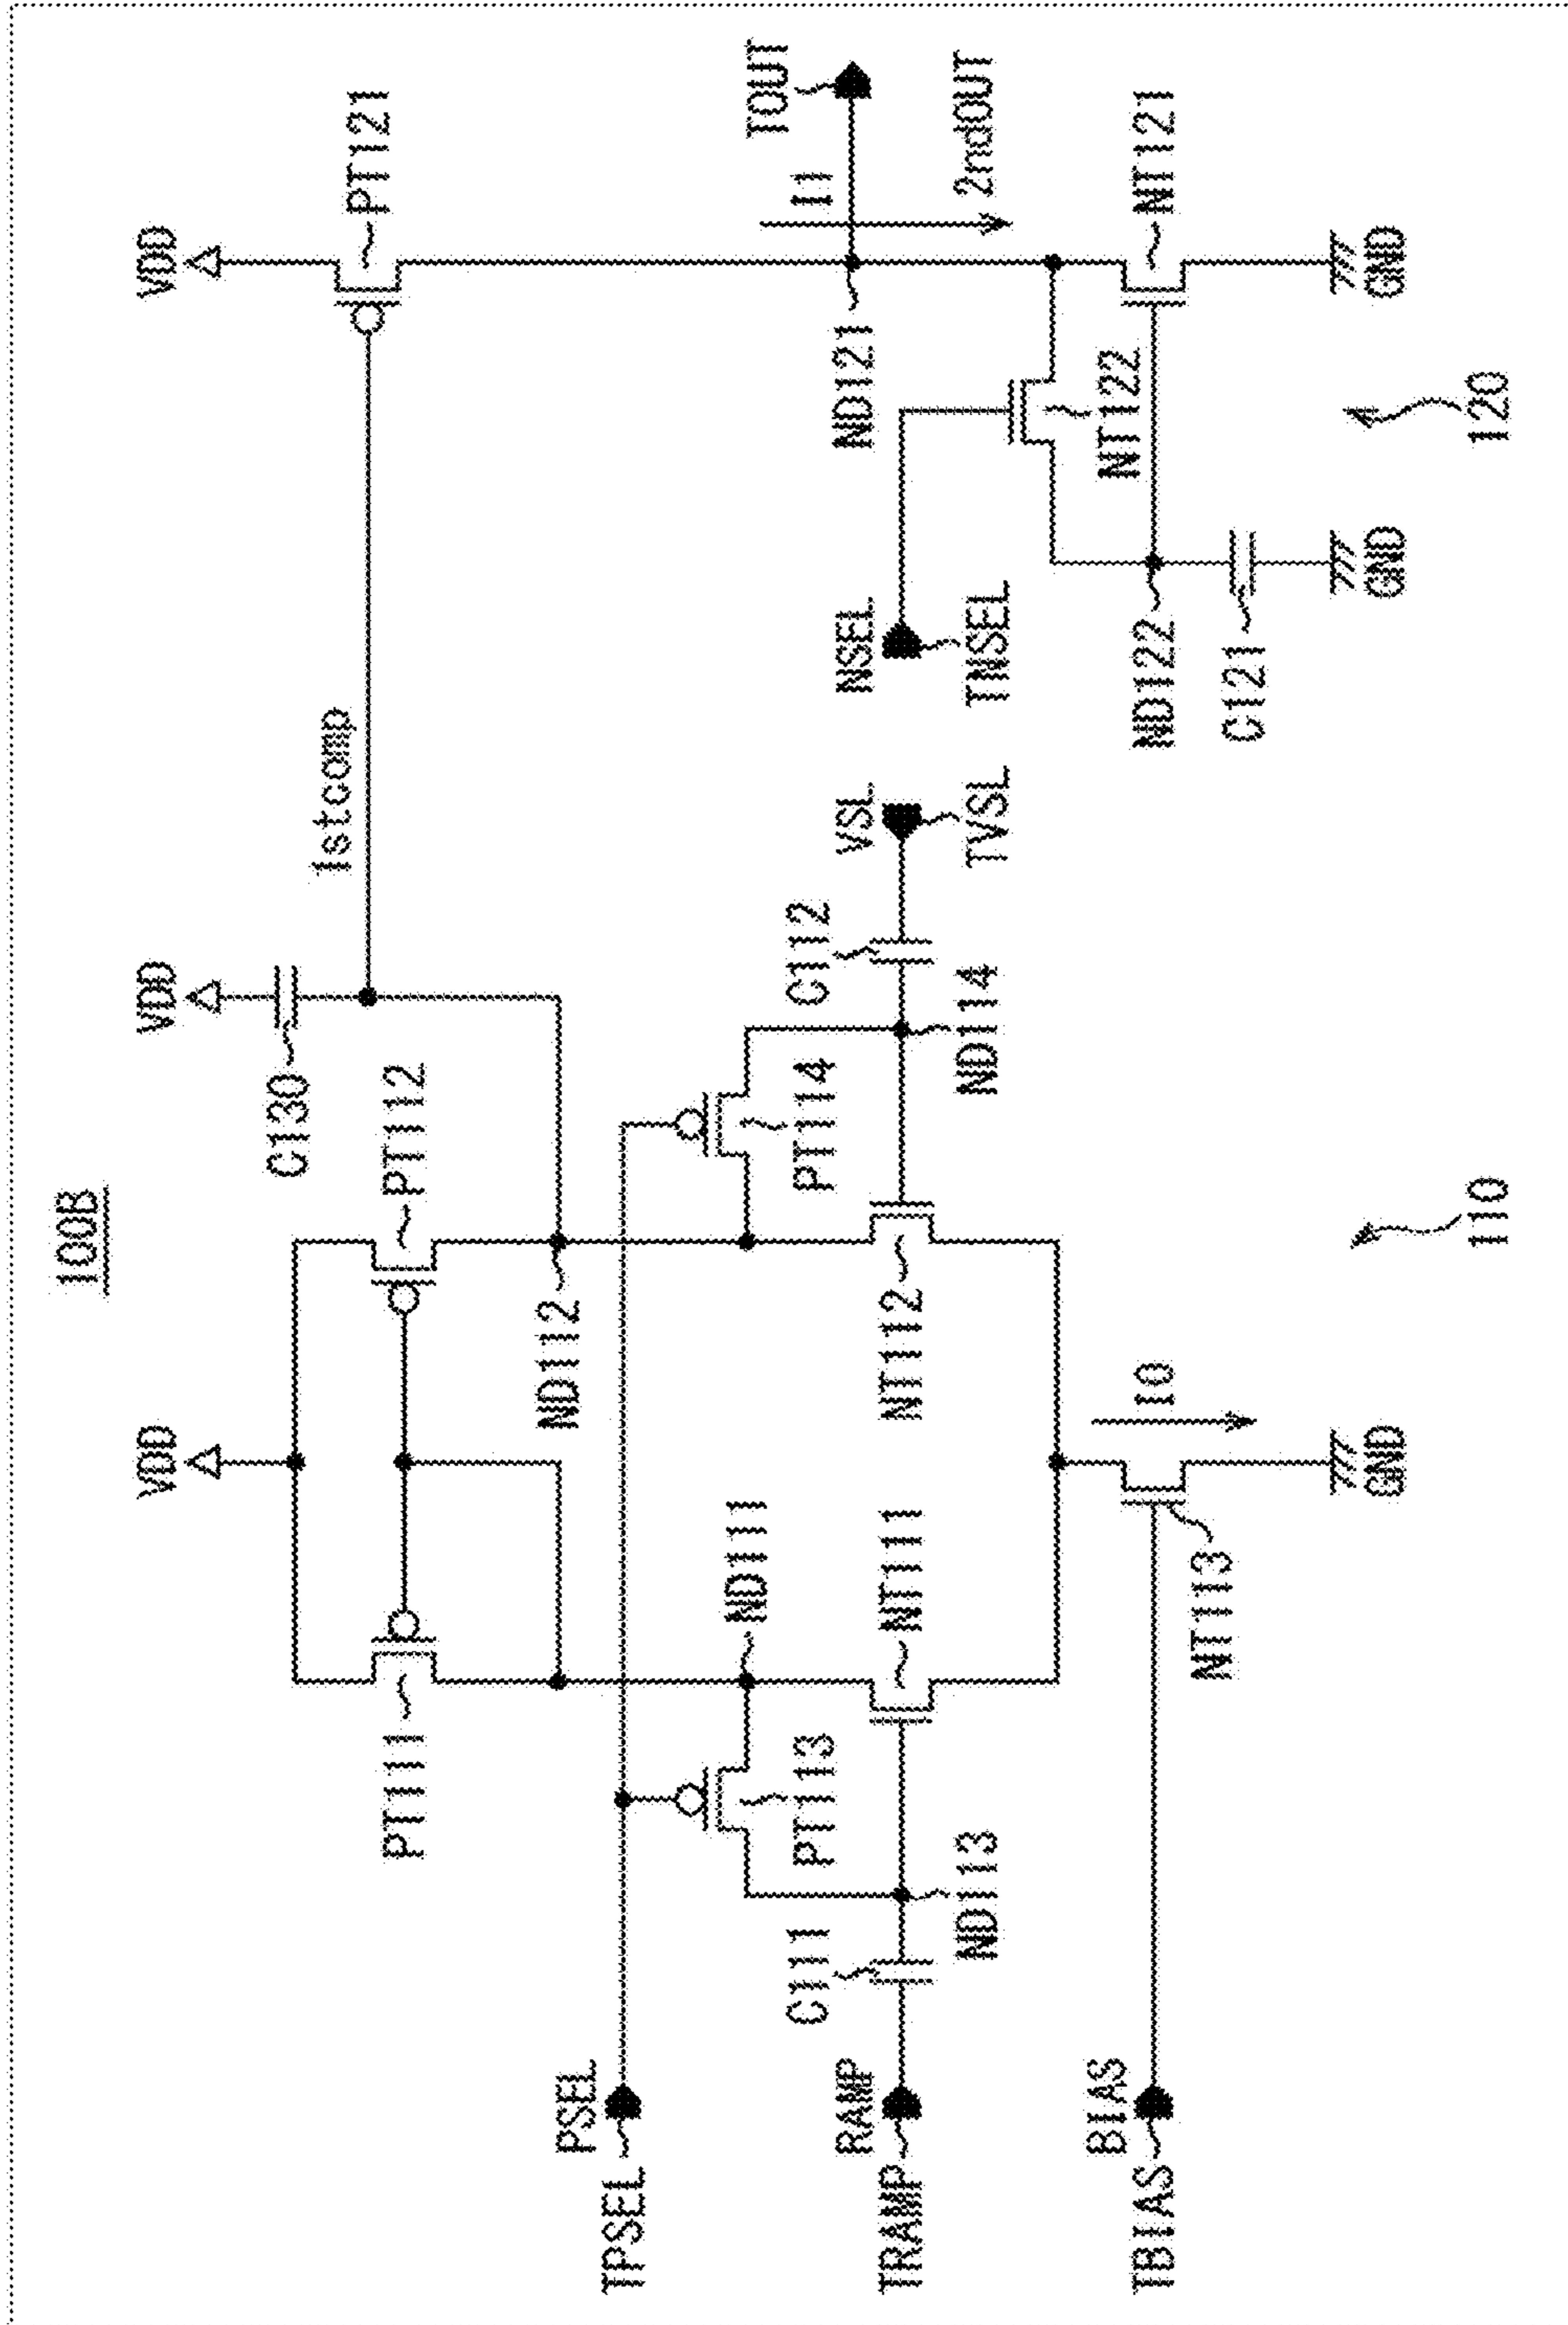 100B
VDD
VDD
VDD
C130
1stcomp
PT111
PT112
PT121
PSEL
TPSEL
ND112
ND111
PT113
PT114
C111
C112
RAMP
TRAMP
ND113
NT111
NT112
ND114
VSL
TVSL
NSEL
TNSEL
ND121
I1
TOUT
2ndOUT
NT122
BIAS
TBIAS
NT113
I0
ND122
C121
NT121
GND
GND
GND
110
120